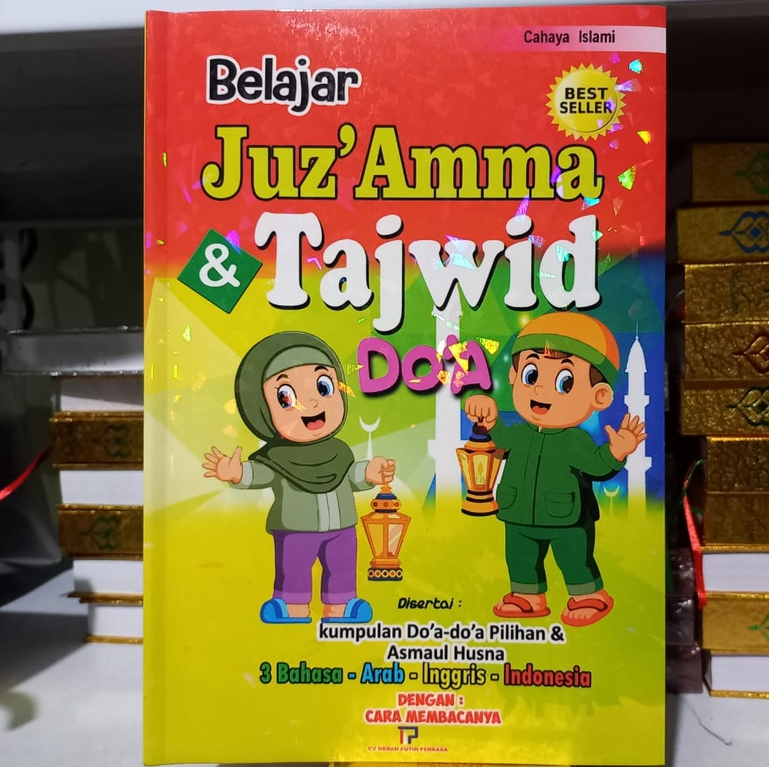 Cahaya Islami
Belajar
BEST
SELLER
Juz'Amma
& Tajwid
Do'A
Disertai :
kumpulan Do'a-do'a Pilihan &
Asmaul Husna
3 Bahasa - Arab - Inggris - Indonesia
DENGAN :
CARA MEMBACANYA
CV MERAH PUTIH PERKASA